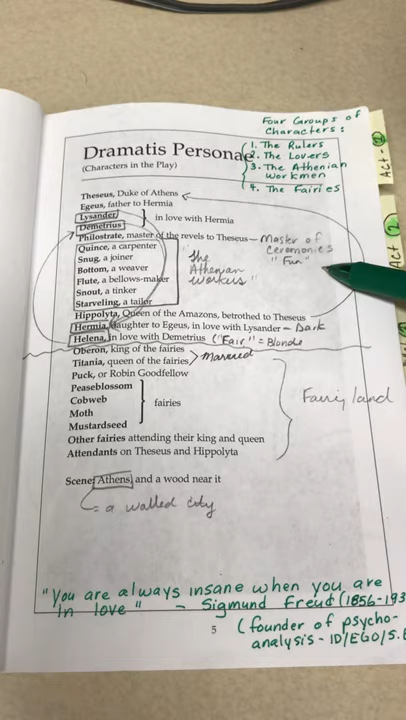 Four Groups of
Characters:
1. The Rulers
2. The Lovers
3. The Athenian
Workmen
4. The Fairies
Act - 
Act 2
Dramatis Personae
(Characters in the Play)
Theseus, Duke of Athens
Egeus, father to Hermia
Lysander
Demetrius
in love with Hermia
Philostrate, master of the revels to Theseus - Master of
Ceremonies
"Fun"
Quince, a carpenter
Snug, a joiner
Bottom, a weaver
Flute, a bellows-maker
Snout, a tinker
Starveling, a tailor
"The
Athenian
Workers"
Hippolyta, Queen of the Amazons, betrothed to Theseus
Hermia, daughter to Egeus, in love with Lysander - Dark
Helena, in love with Demetrius ("Fair" = Blonde
Oberon, king of the fairies
Titania, queen of the fairies
Married
Puck, or Robin Goodfellow
Peaseblossom
Cobweb
Moth
Mustardseed
fairies
Fairy land
Other fairies attending their king and queen
Attendants on Theseus and Hippolyta
Scene: Athens, and a wood near it
= a walled city
"You are always insane when you are
in love" - Sigmund Freud (1856-193
5
(founder of psycho-
analysis - ID/EGO/S.E